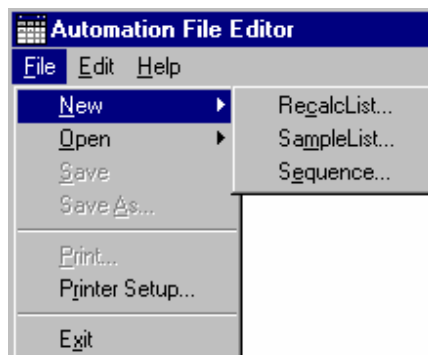 Automation File Editor
File Edit Help
New
RecalcList...
Open
SampleList...
Save
Sequence...
Save As...
Print...
Printer Setup...
Exit